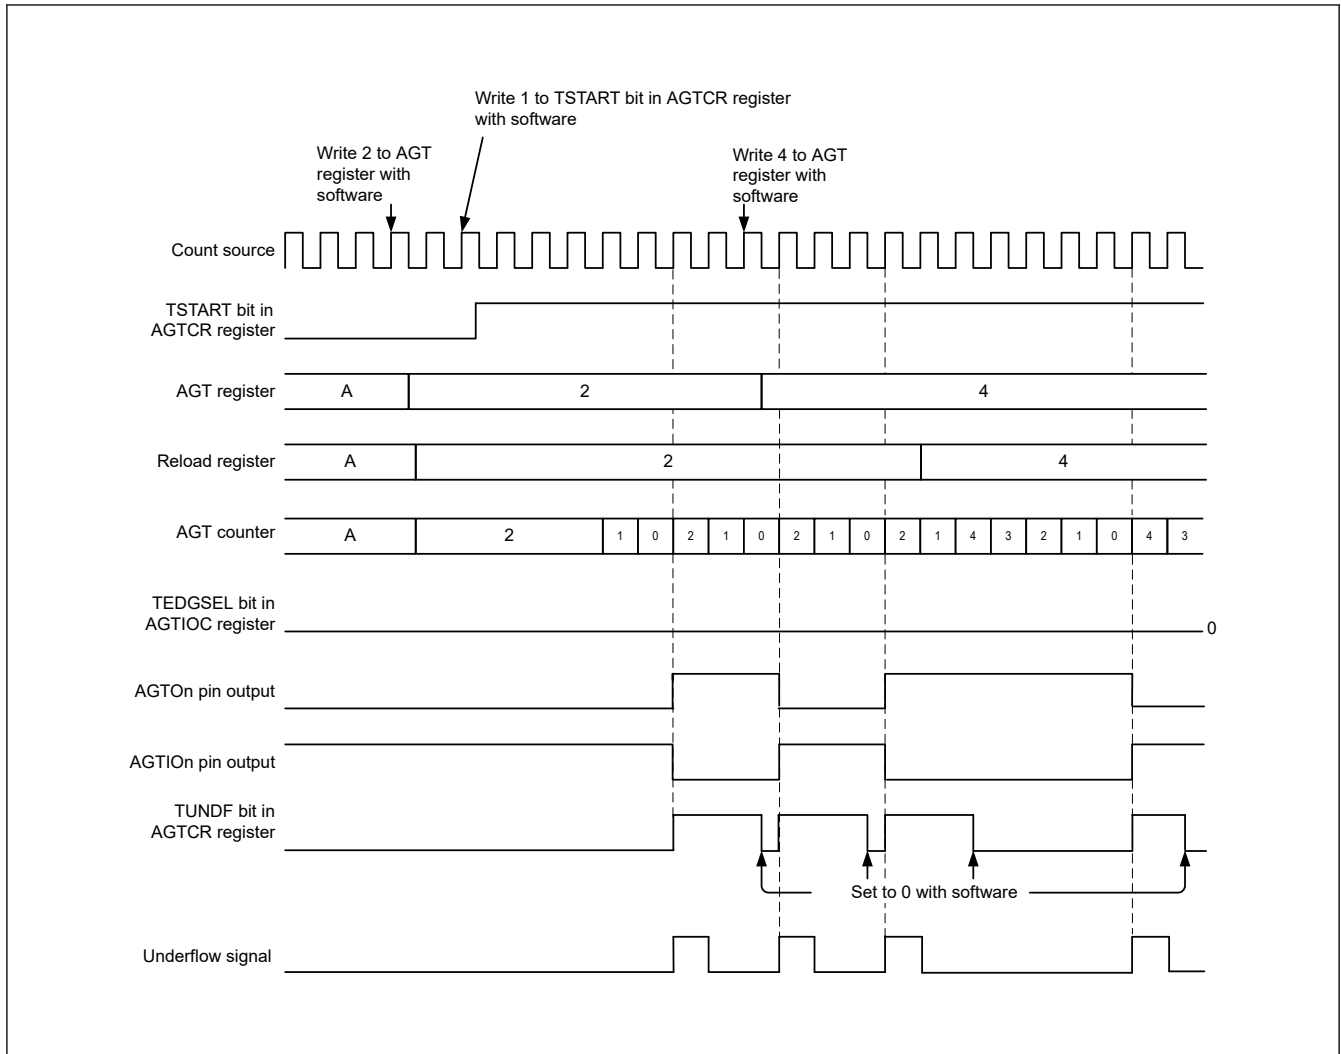 Write 1 to TSTART bit in AGTCR register
with software
Write 2 to AGT
register with
software
Write 4 to AGT
register with
software
Count source
TSTART bit in
AGTCR register
AGT register
A
2
4
Reload register
A
2
4
AGT counter
A
2
1
0
2
1
0
2
1
0
2
1
4
3
2
1
0
4
3
TEDGSEL bit in
AGTIOC register
0
AGTOn pin output
AGTIOn pin output
TUNDF bit in
AGTCR register
Set to 0 with software
Underflow signal